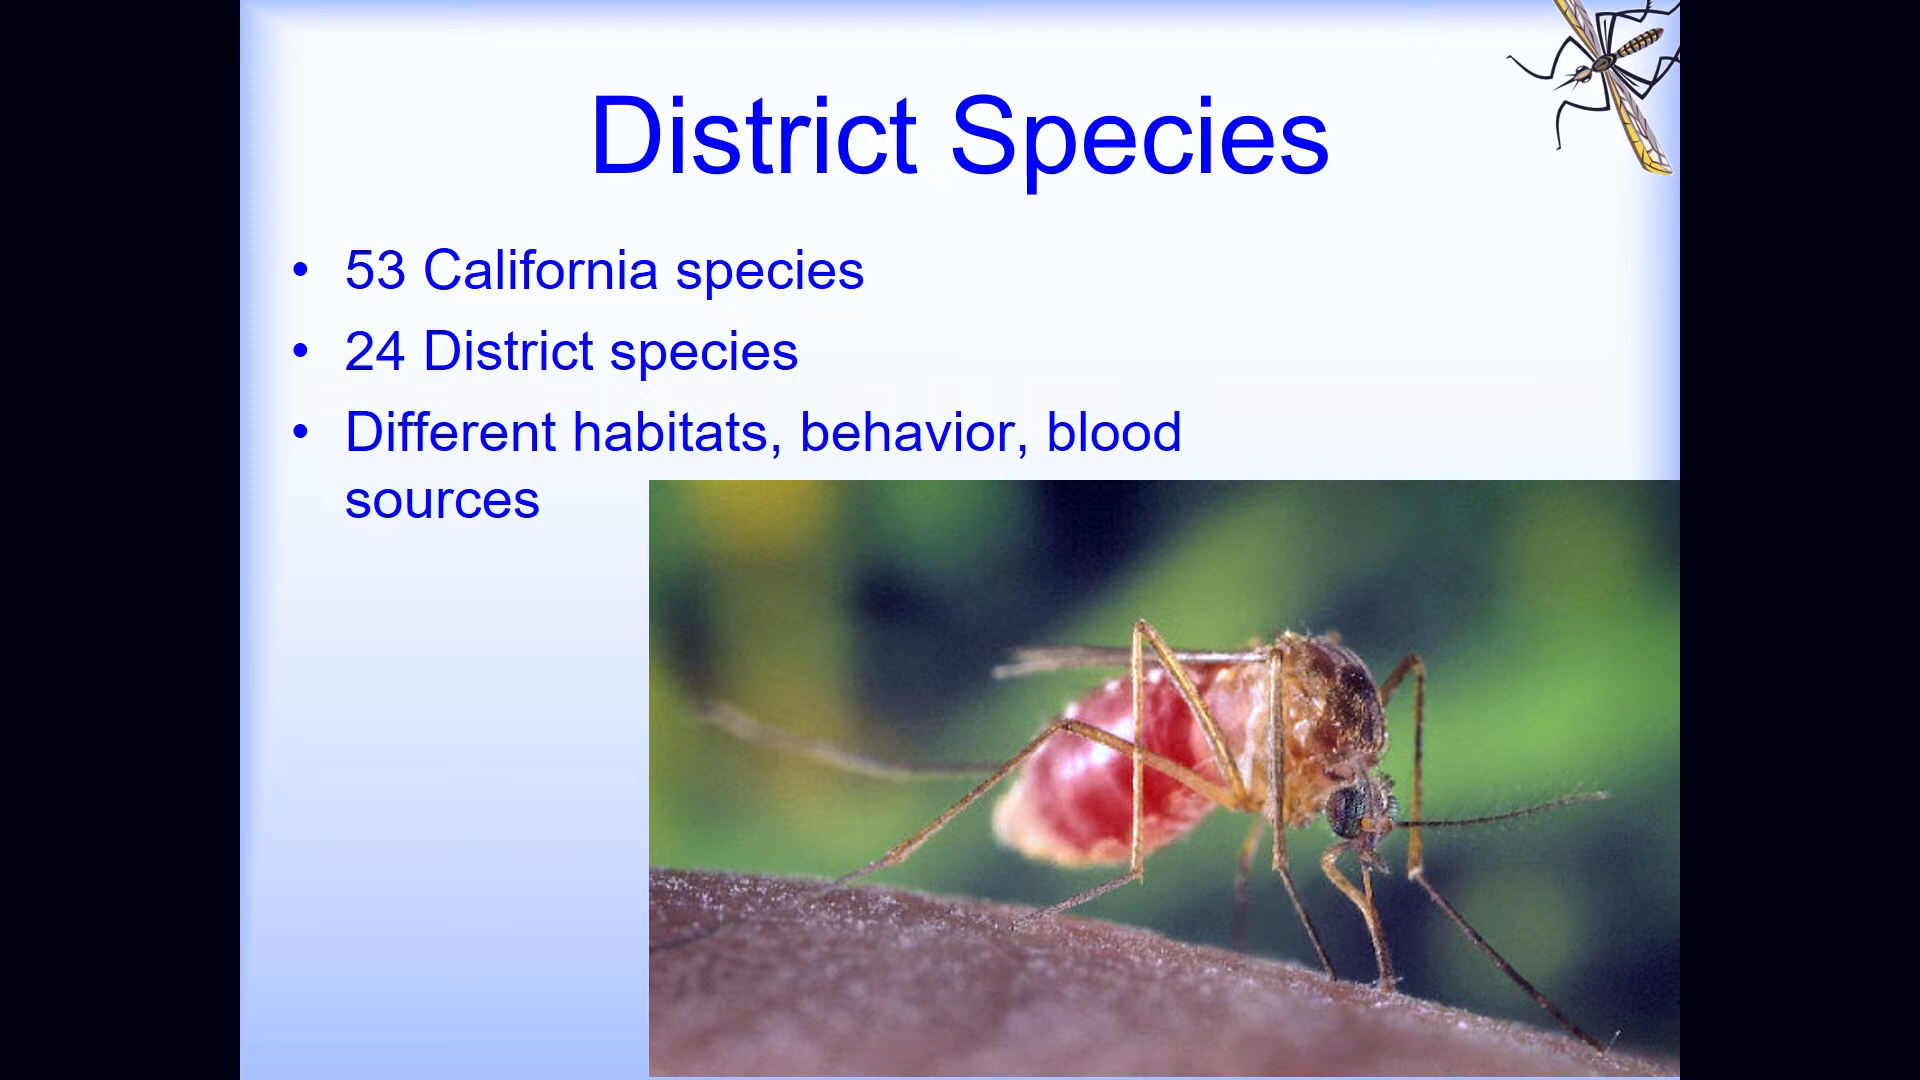 District Species
• 53 California species
• 24 District species
• Different habitats, behavior, blood
sources